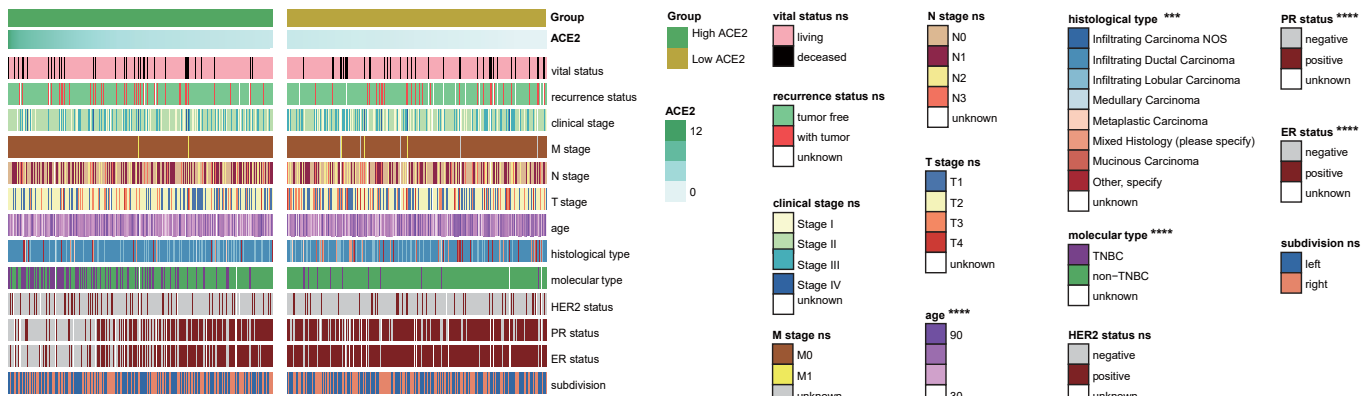 Group
ACE2
vital status
recurrence status
clinical stage
M stage
N stage
T stage
age
histological type
molecular type
HER2 status
PR status
ER status
subdivision
Group
High ACE2
Low ACE2
ACE2
12
0
vital status ns
living
deceased
recurrence status ns
tumor free
with tumor
unknown
clinical stage ns
Stage I
Stage II
Stage III
Stage IV
unknown
M stage ns
M0
M1
unknown
N stage ns
N0
N1
N2
N3
unknown
T stage ns
T1
T2
T3
T4
unknown
age ****
90
30
histological type ***
Infiltrating Carcinoma NOS
Infiltrating Ductal Carcinoma
Infiltrating Lobular Carcinoma
Medullary Carcinoma
Metaplastic Carcinoma
Mixed Histology (please specify)
Mucinous Carcinoma
Other, specify
unknown
molecular type ****
TNBC
non−TNBC
unknown
HER2 status ns
negative
positive
unknown
PR status ****
negative
positive
unknown
ER status ****
negative
positive
unknown
subdivision ns
left
right